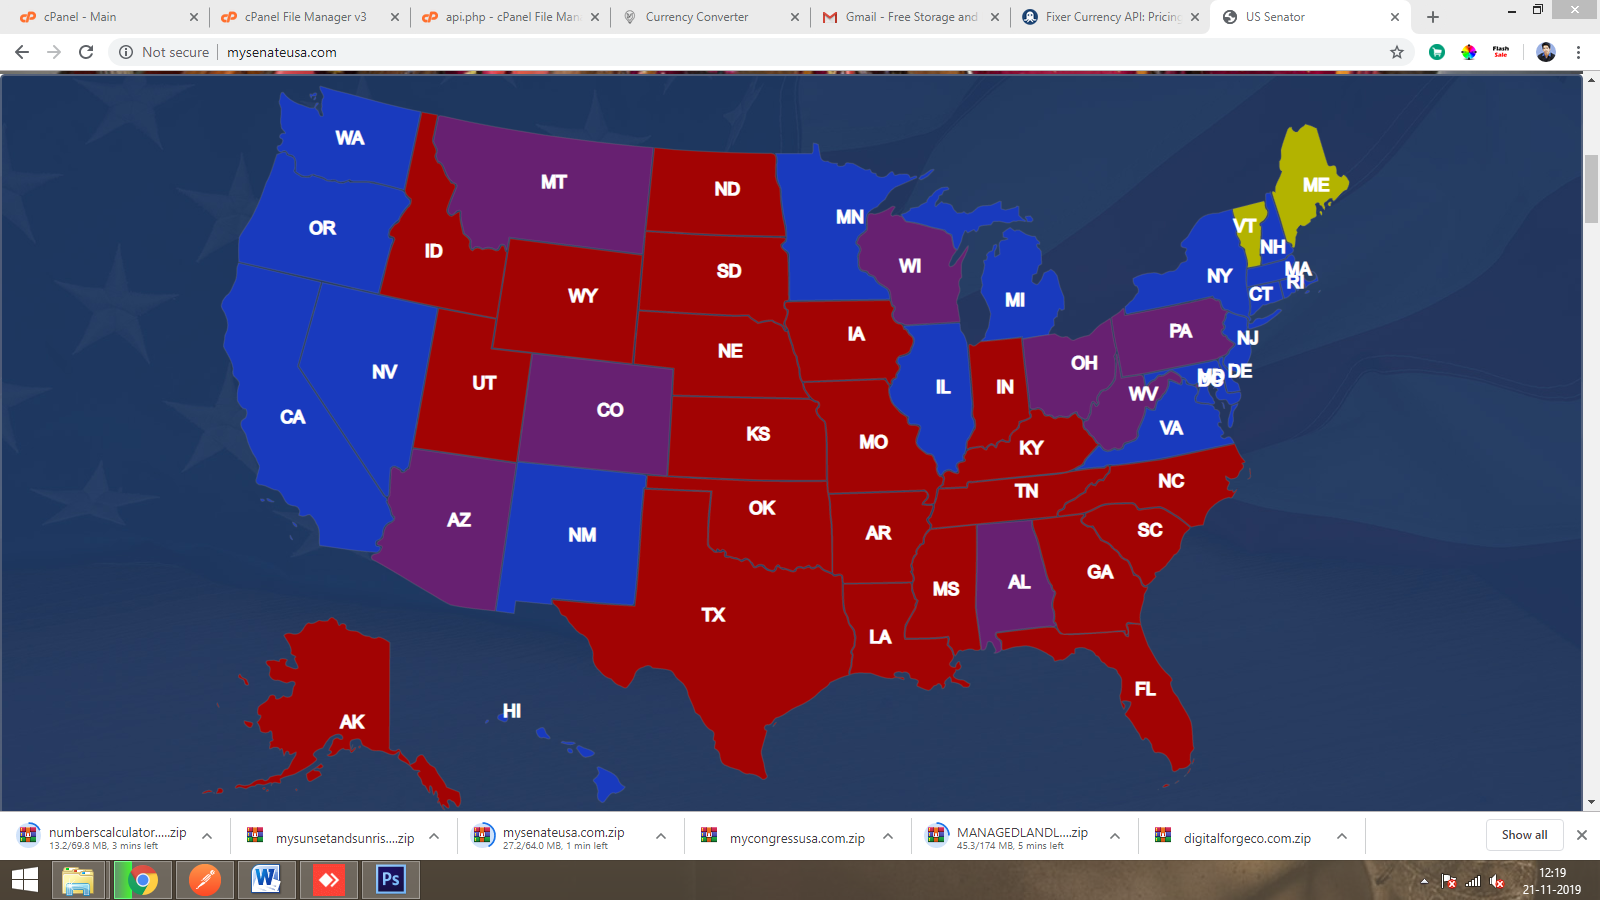 cPanel - Main
cPanel File Manager v3
api.php - cPanel File Man
Currency Converter
Gmail - Free Storage and
Fixer Currency API: Pricing
US Senator
Not secure
mysenateusa.com
Flash
Sale
WA
MT
ND
MN
ME
OR
ID
SD
WI
VT
NH
WY
MI
NY
MA
RI
CT
NV
UT
NE
IA
OH
PA
NJ
CA
CO
KS
MO
IL
IN
WV
DE
KY
VA
AZ
NM
OK
AR
TN
NC
SC
TX
LA
MS
AL
GA
FL
AK
HI
numberscalculator.....zip
13.2/69.8 MB, 3 mins left
mysunsetandsunris....zip
mysenateusa.com.zip
27.2/64.0 MB, 1 min left
mycongressusa.com.zip
MANAGEDLANDL....zip
45.3/174 MB, 5 mins left
digitalforgeco.com.zip
Show all
W
Ps
12:19
21-11-2019